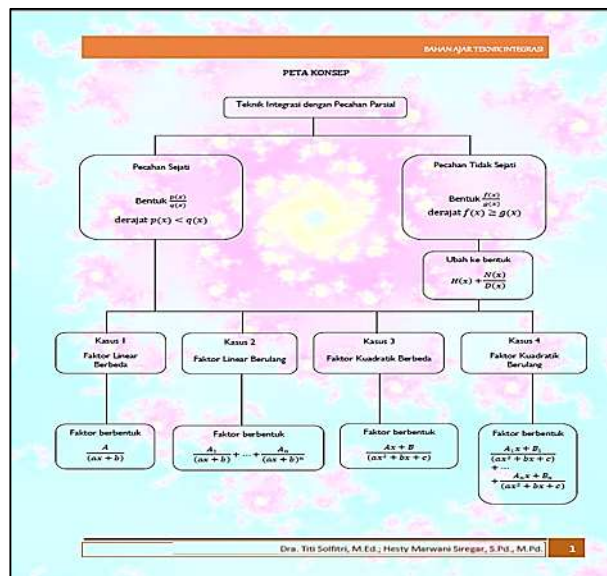 BAHAN AJAR TEKNIK INTEGRASI
PETA KONSEP
Teknik Integrasi dengan Pecahan Parsial
Pecahan Sejati
Bentuk p(x)/q(x)
derajat p(x) < q(x)
Pecahan Tidak Sejati
Bentuk f(x)/g(x)
derajat f(x) ≥ g(x)
Ubah ke bentuk
H(x) + N(x)/D(x)
Kasus 1
Faktor Linear
Berbeda
Kasus 2
Faktor Linear Berulang
Kasus 3
Faktor Kuadratik Berbeda
Kasus 4
Faktor Kuadratik
Berulang
Faktor berbentuk
A/(ax + b)
Faktor berbentuk
A₁/(ax + b) + ... + Aₙ/(ax + b)ⁿ
Faktor berbentuk
Ax + B/(ax² + bx + c)
Faktor berbentuk
A₁x + B₁/(ax² + bx + c)
+ ...
+ Aₙx + Bₙ/(ax² + bx + c)
Dra. Titi Solfitri, M.Ed.; Hesty Marwani Siregar, S.Pd., M.Pd. 1